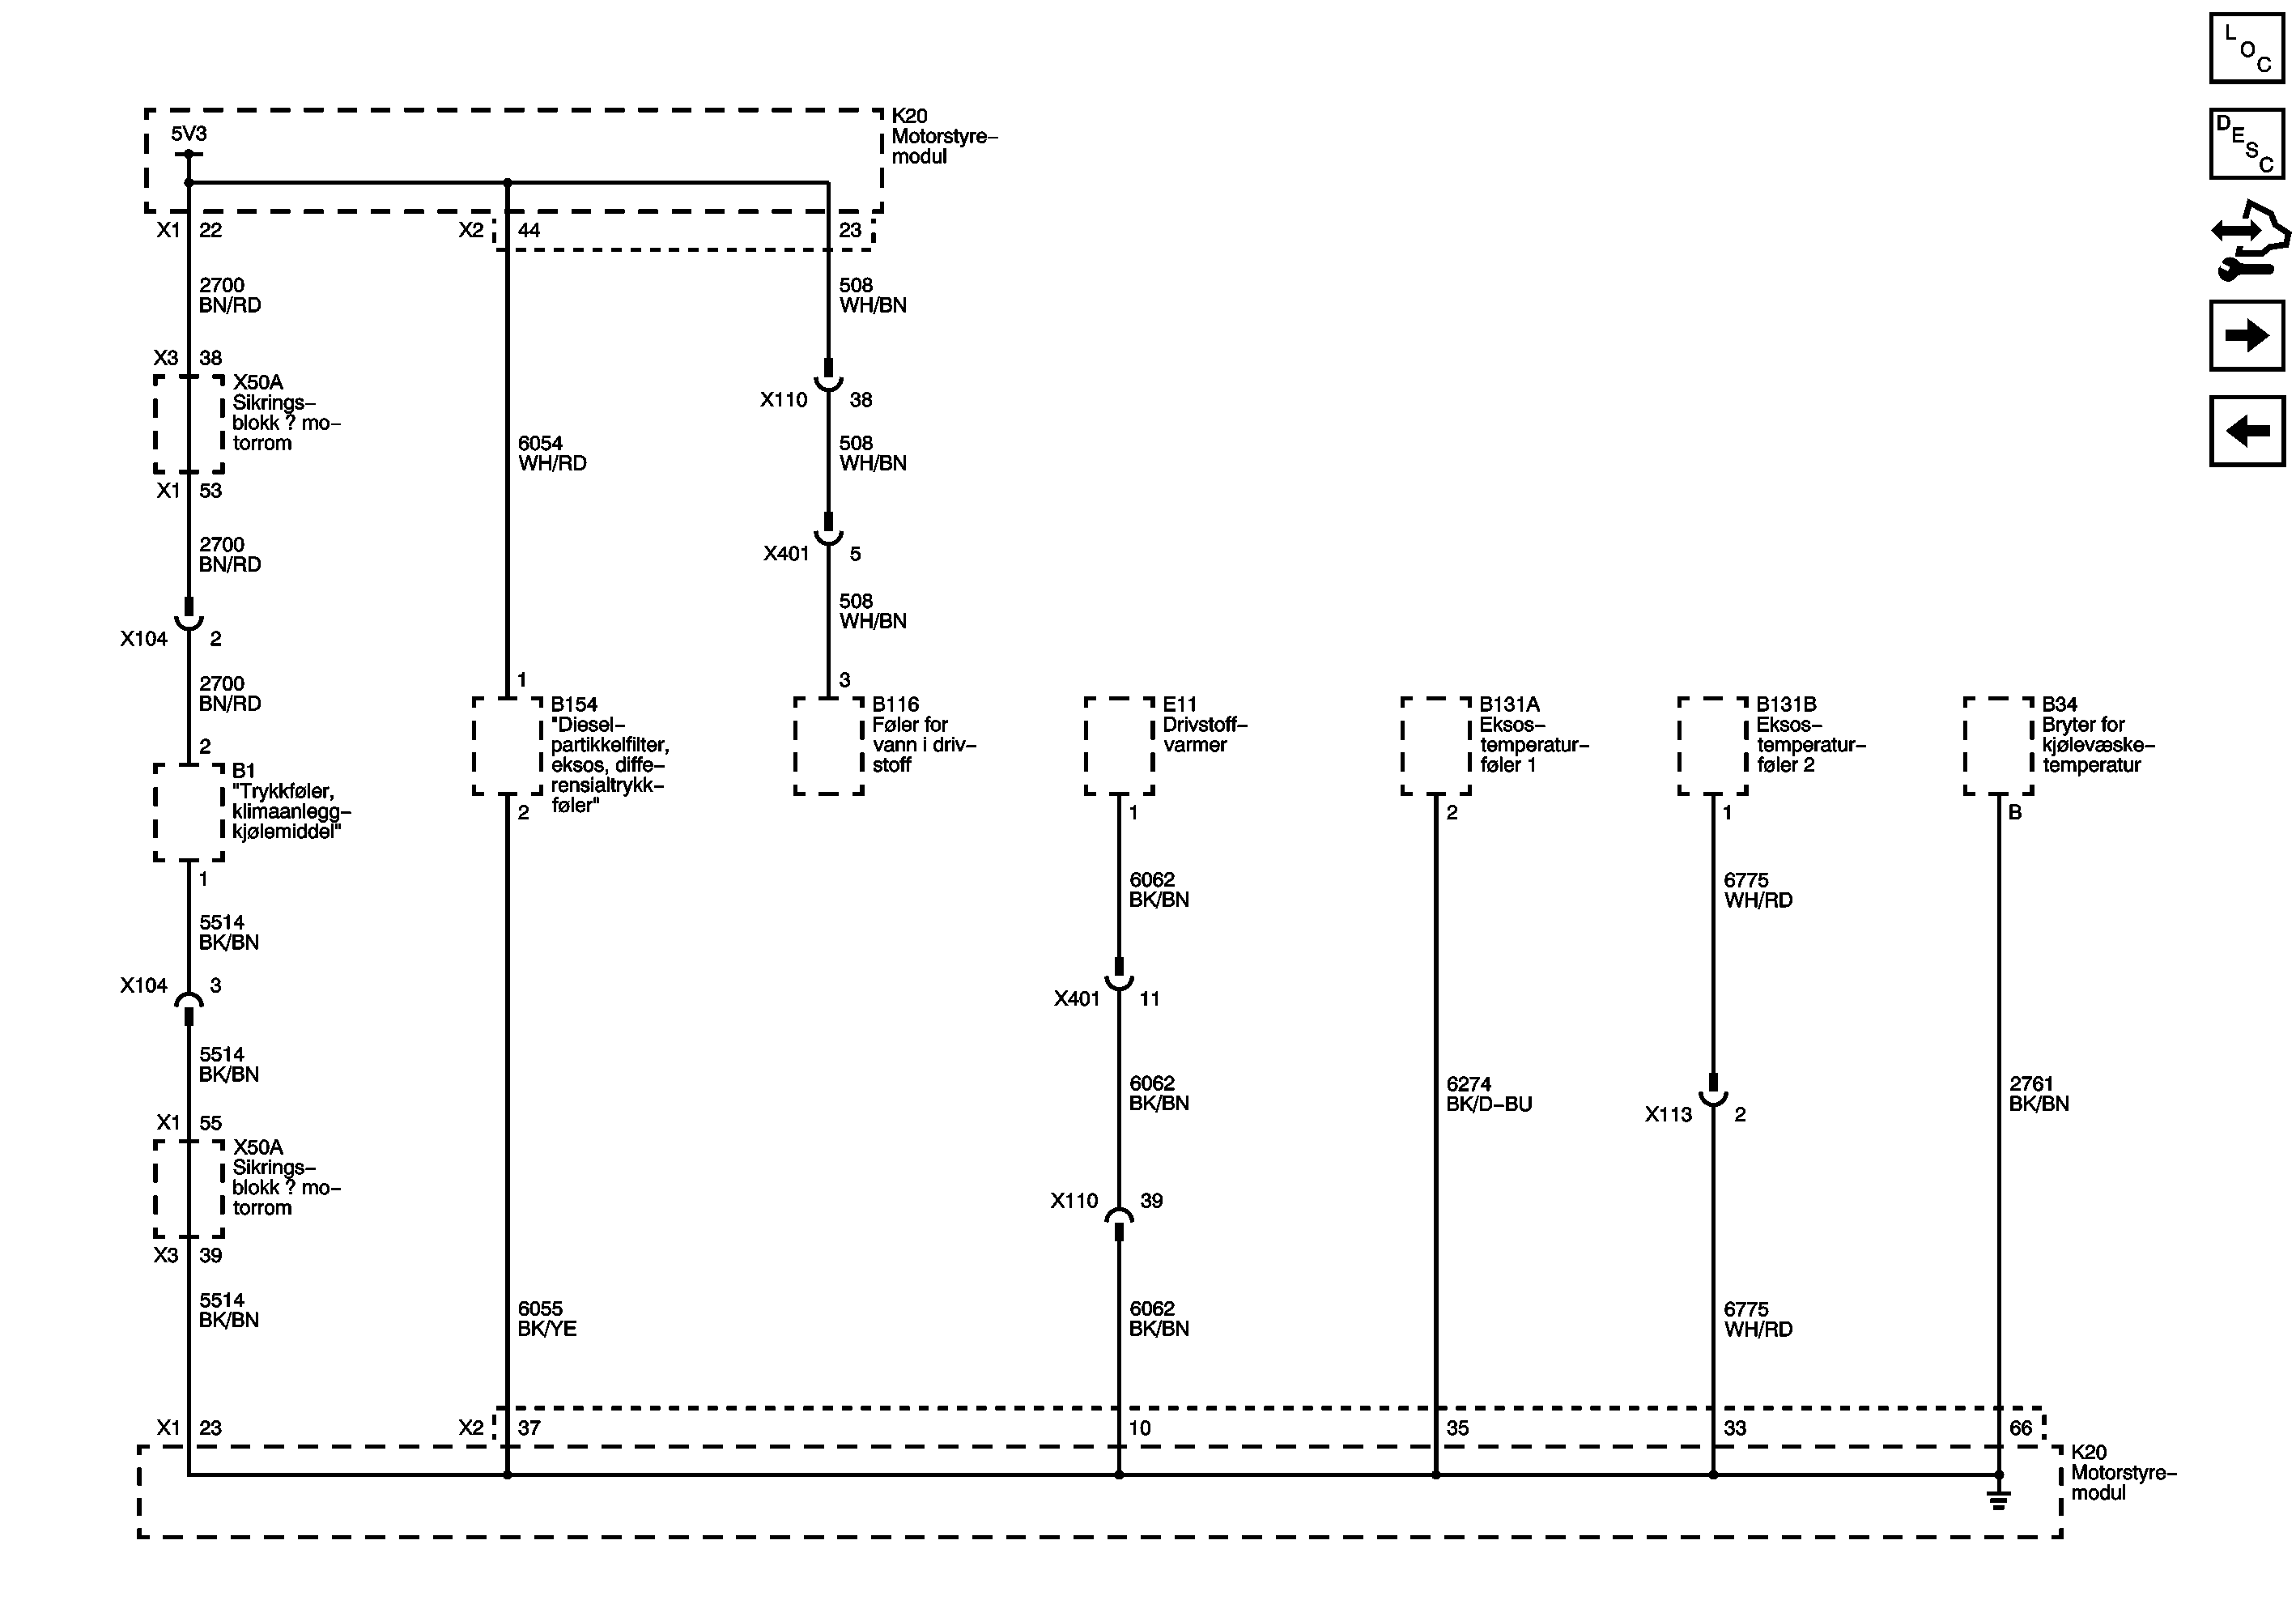 L
O
C
D
E
S
C
5V3
K20
Motorstyre–
modul
X1 22
X2 44
23
2700
BN/RD
508
WH/BN
X3 38
X50A
Sikrings–
blokk ? mo–
torrom
X1 53
X110 38
6054
WH/RD
508
WH/BN
2700
BN/RD
X401 5
508
WH/BN
X104 2
2700
BN/RD
2
B1
"Trykkføler,
klimaanlegg–
kjølemiddel"
1
1
B154
"Diesel–
partikkelfilter,
eksos, diffe–
rensialtrykk–
føler"
2
3
B116
Føler for
vann i driv–
stoff
E11
Drivstoff–
varmer
1
B131A
Eksos–
temperatur–
føler 1
2
B131B
Eksos–
temperatur–
føler 2
1
B34
Bryter for
kjølevæske–
temperatur
B
5514
BK/BN
6062
BK/BN
6775
WH/RD
X104 3
X401 11
5514
BK/BN
6062
BK/BN
6274
BK/D–BU
X113 2
2761
BK/BN
X1 55
X50A
Sikrings–
blokk ? mo–
torrom
X3 39
X110 39
5514
BK/BN
6055
BK/YE
6062
BK/BN
6775
WH/RD
X1 23
X2 37
10
35
33
66
K20
Motorstyre–
modul